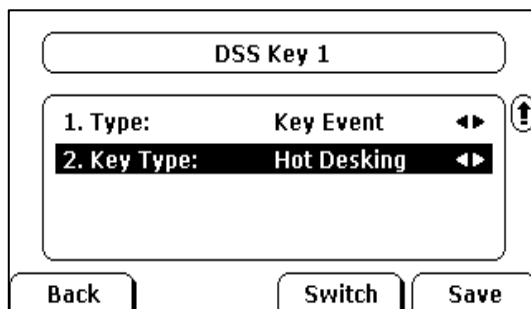 DSS Key 1
1. Type: Key Event
2. Key Type: Hot Desking
Back Switch Save